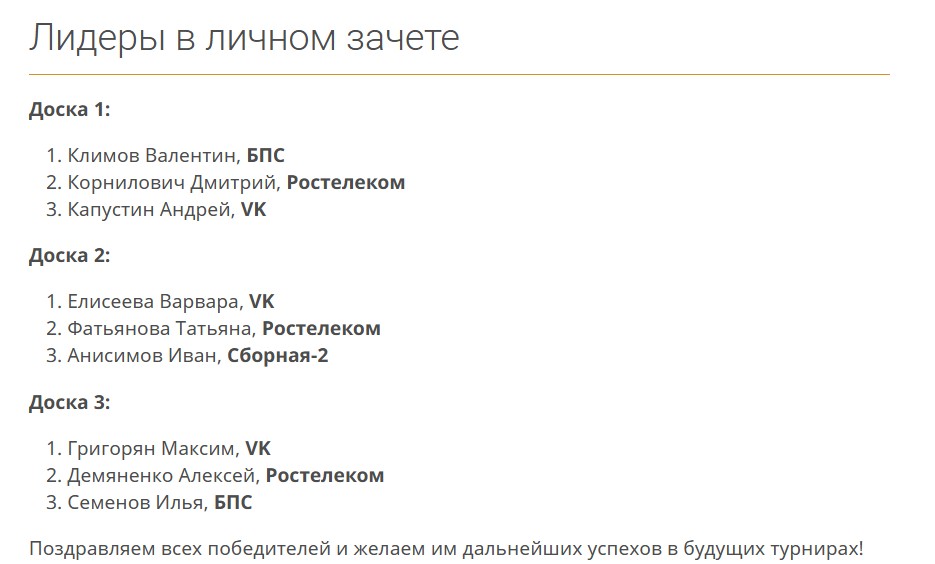 Лидеры в личном зачете
Доска 1:
1. Климов Валентин, БПС
2. Корнилович Дмитрий, Ростелеком
3. Капустин Андрей, VK
Доска 2:
1. Елисеева Варвара, VK
2. Фатьянова Татьяна, Ростелеком
3. Анисимов Иван, Сборная-2
Доска 3:
1. Григорян Максим, VK
2. Демяненко Алексей, Ростелеком
3. Семенов Илья, БПС
Поздравляем всех победителей и желаем им дальнейших успехов в будущих турнирах!